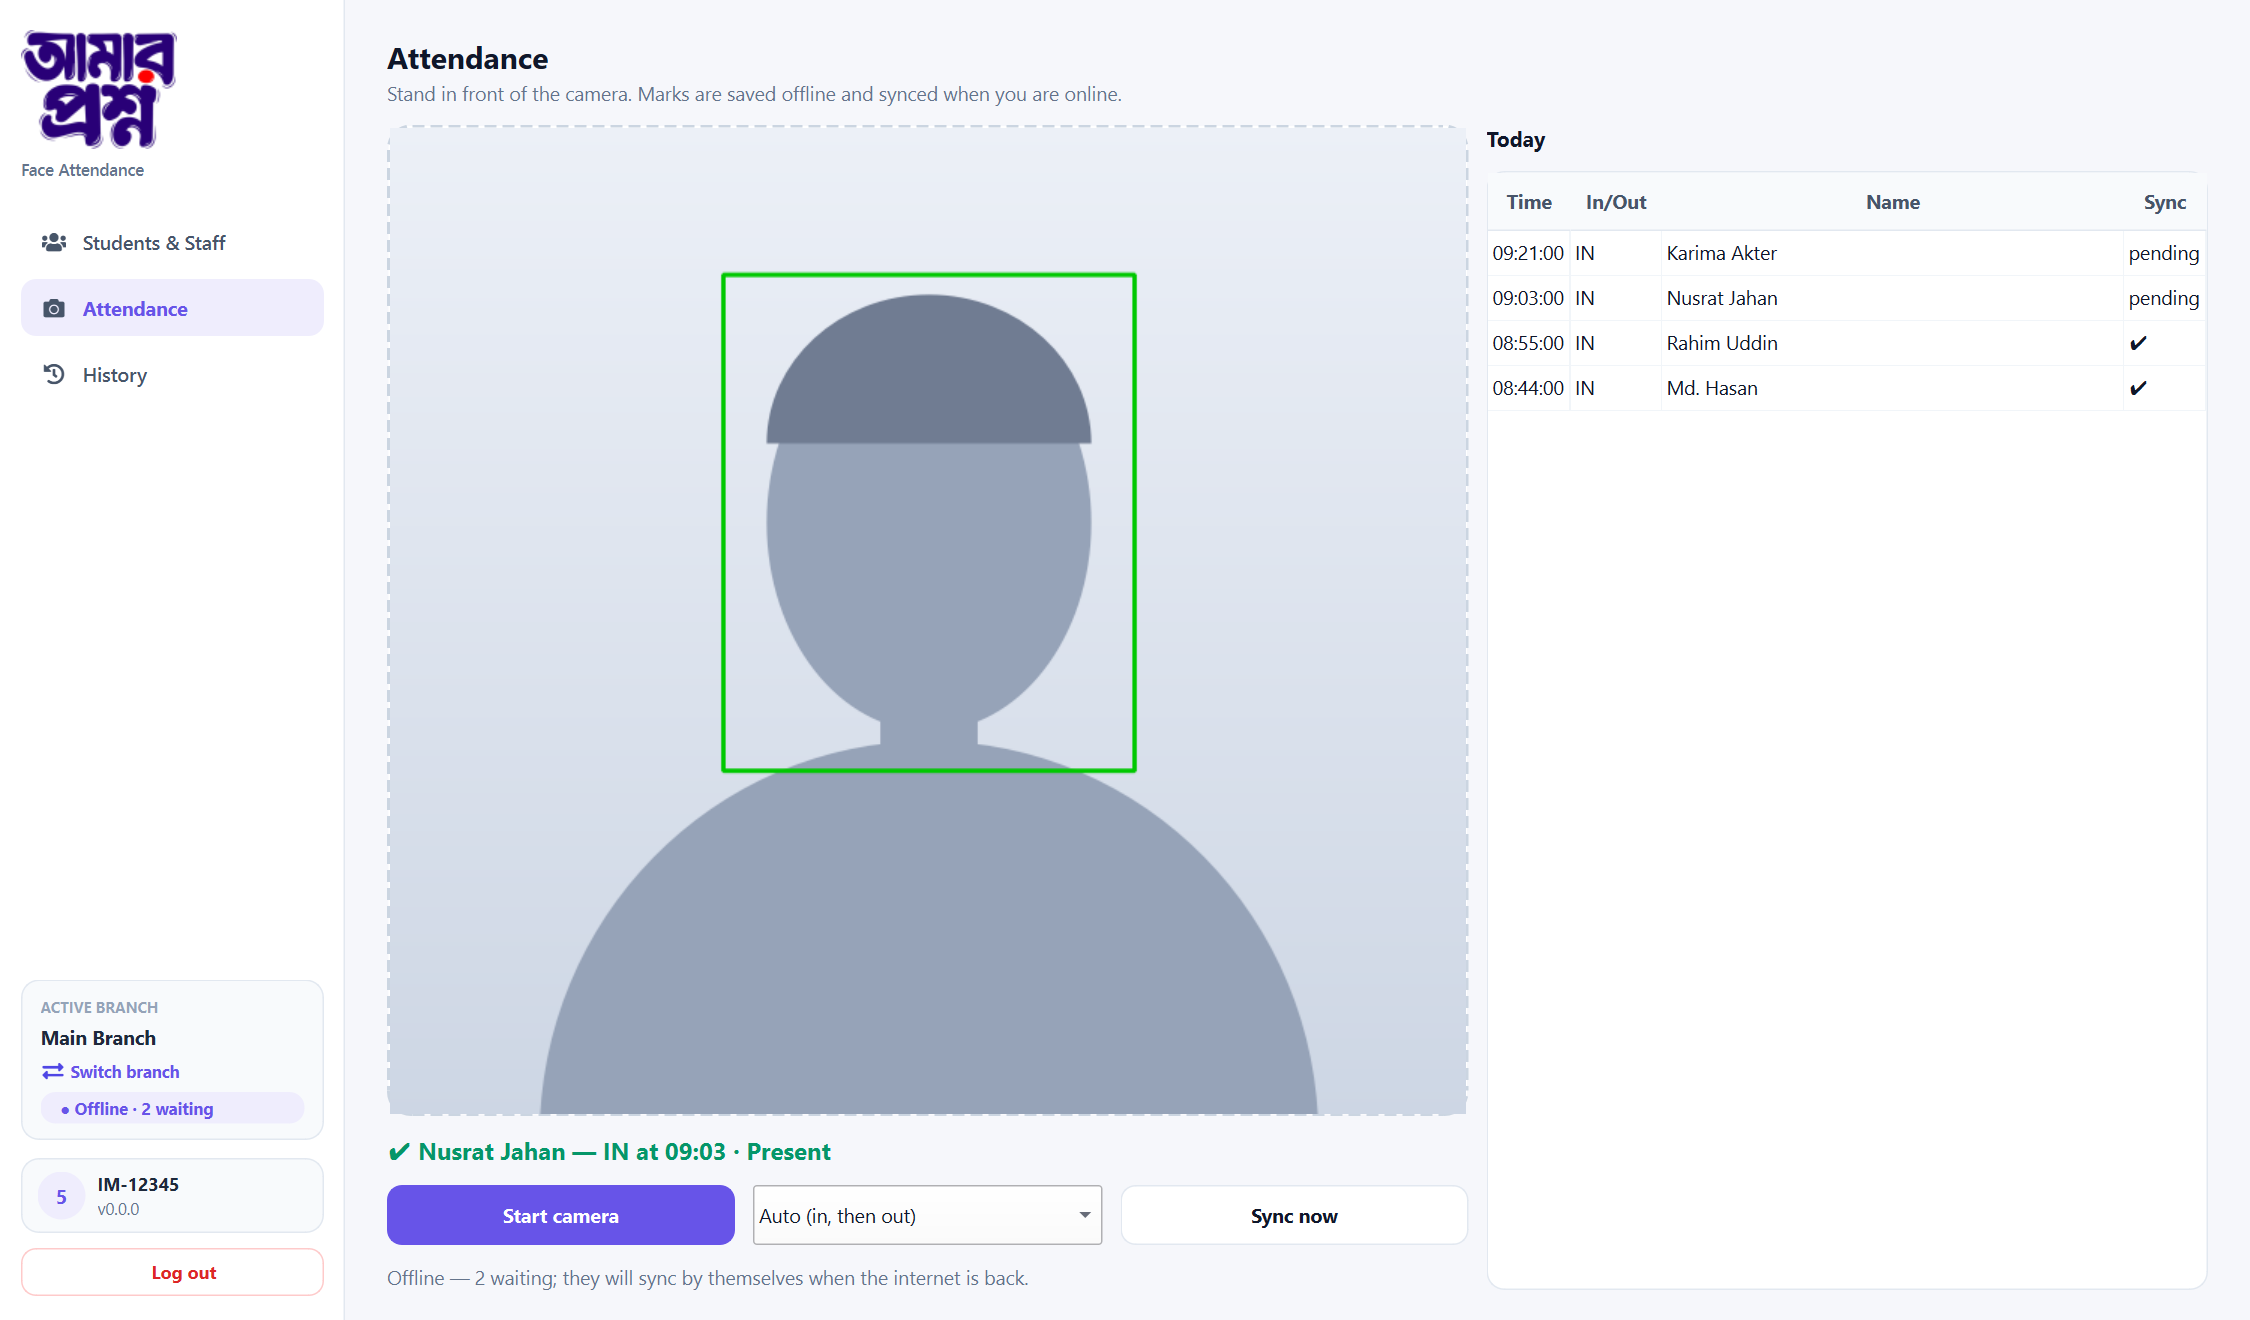 আমার
প্রশ্ন
Face Attendance
Students & Staff
Attendance
History
ACTIVE BRANCH
Main Branch
Switch branch
● Offline · 2 waiting
5
IM-12345
v0.0.0
Log out
Attendance
Stand in front of the camera. Marks are saved offline and synced when you are online.
✔ Nusrat Jahan — IN at 09:03 · Present
Start camera
Auto (in, then out)
Sync now
Offline — 2 waiting; they will sync by themselves when the internet is back.
Today
Time In/Out Name Sync
09:21:00 IN Karima Akter pending
09:03:00 IN Nusrat Jahan pending
08:55:00 IN Rahim Uddin ✔
08:44:00 IN Md. Hasan ✔